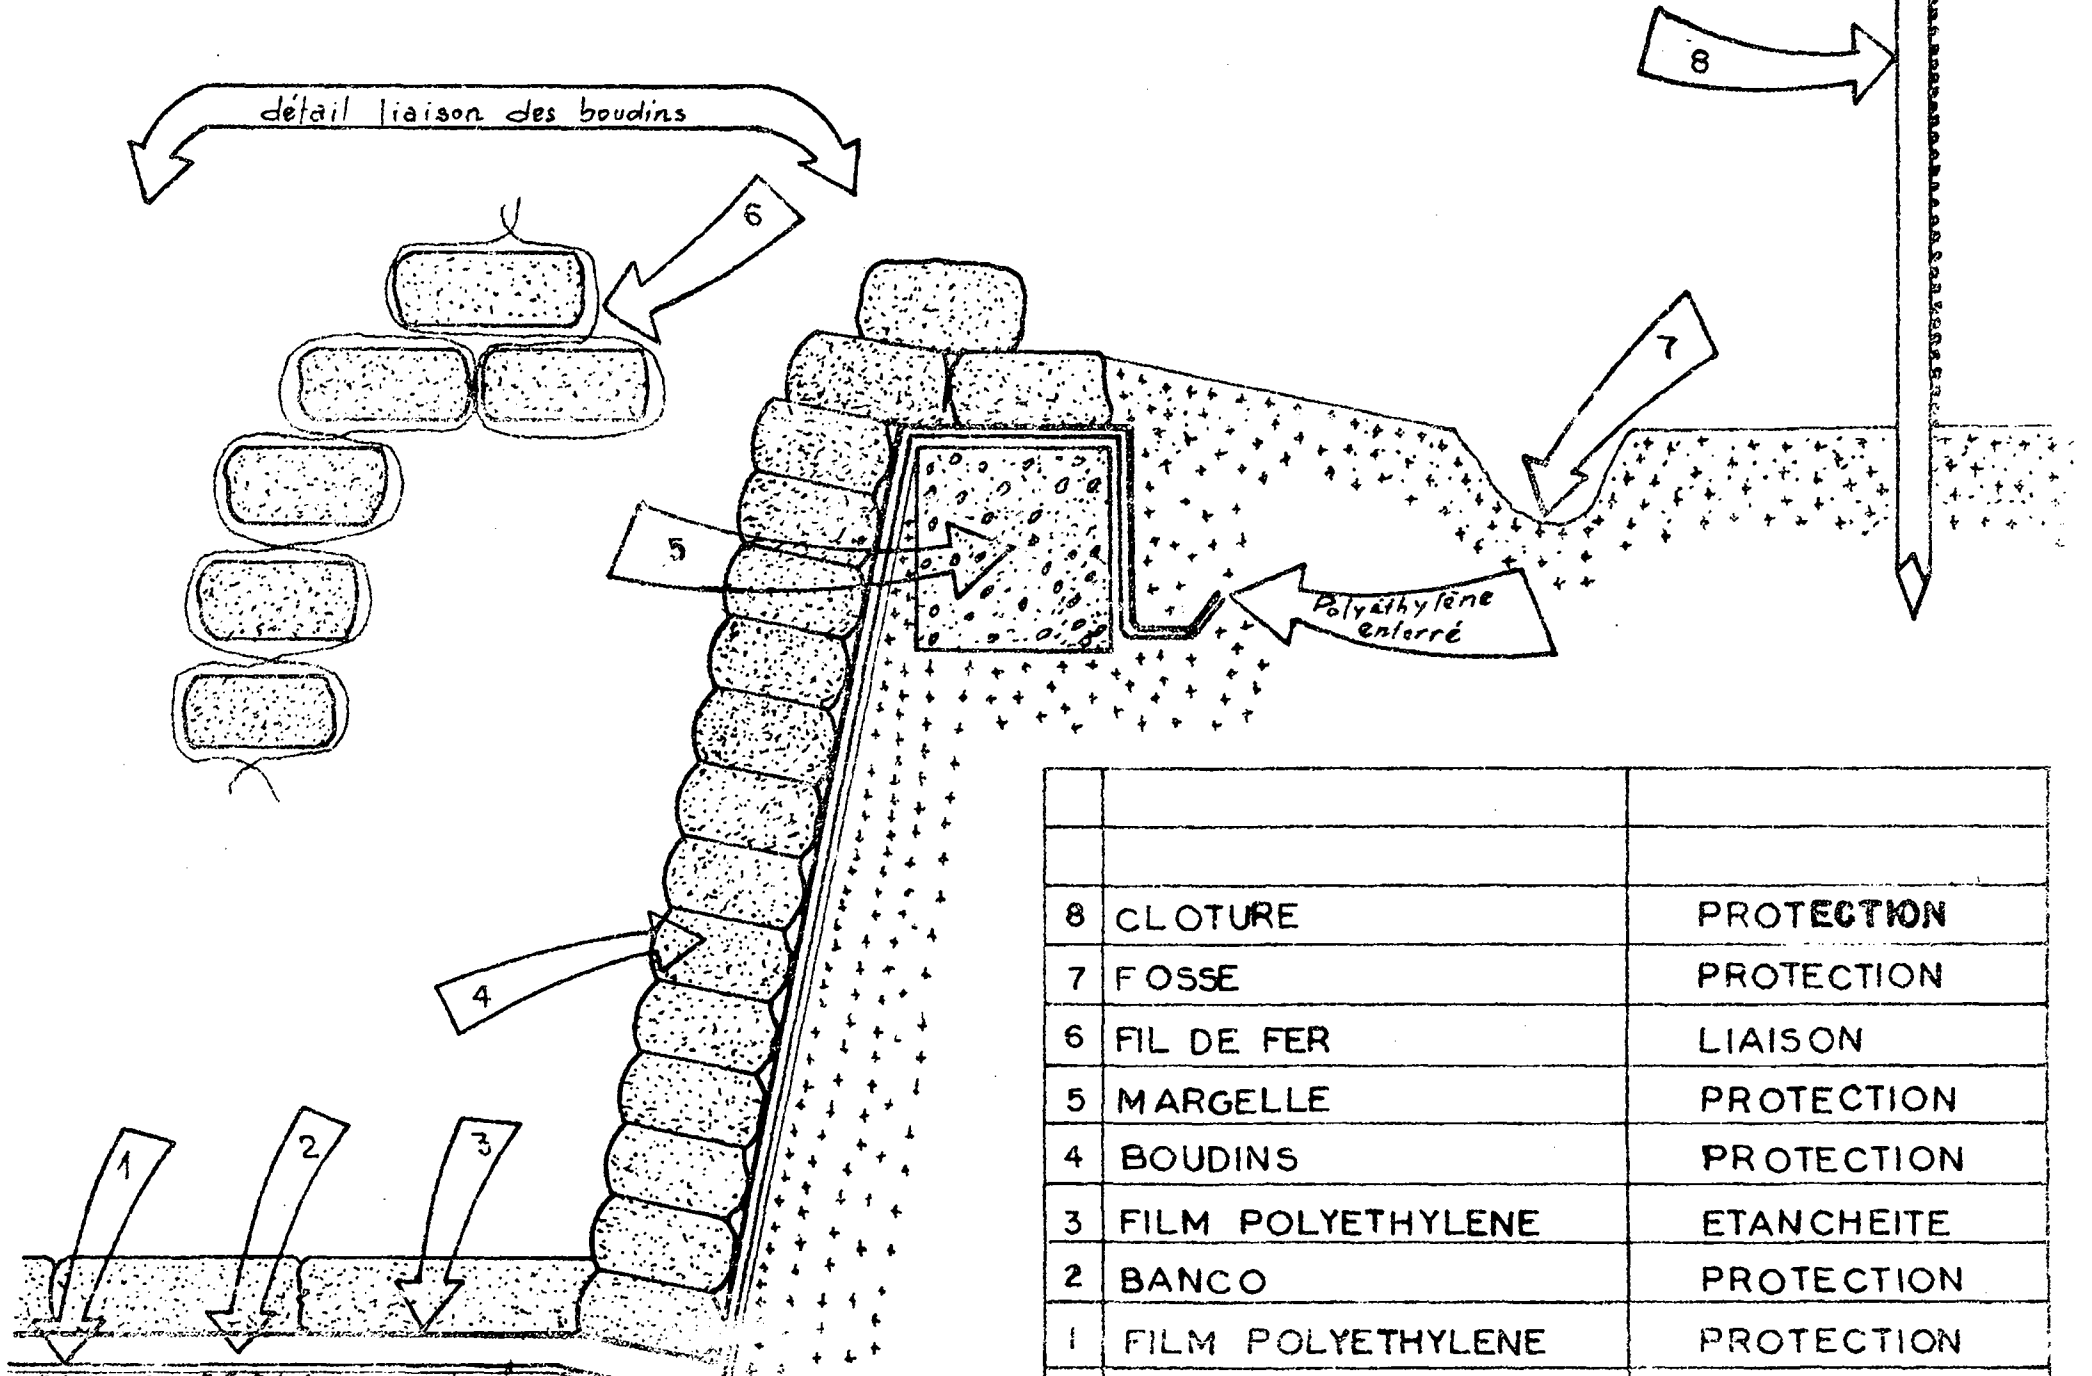 8
détail liaison des boudins
6
7
5
Polyéthylène
enterré
4
1
2
3
8 CLOTURE PROTECTION
7 FOSSE PROTECTION
6 FIL DE FER LIAISON
5 MARGELLE PROTECTION
4 BOUDINS PROTECTION
3 FILM POLYETHYLENE ETANCHEITE
2 BANCO PROTECTION
1 FILM POLYETHYLENE PROTECTION